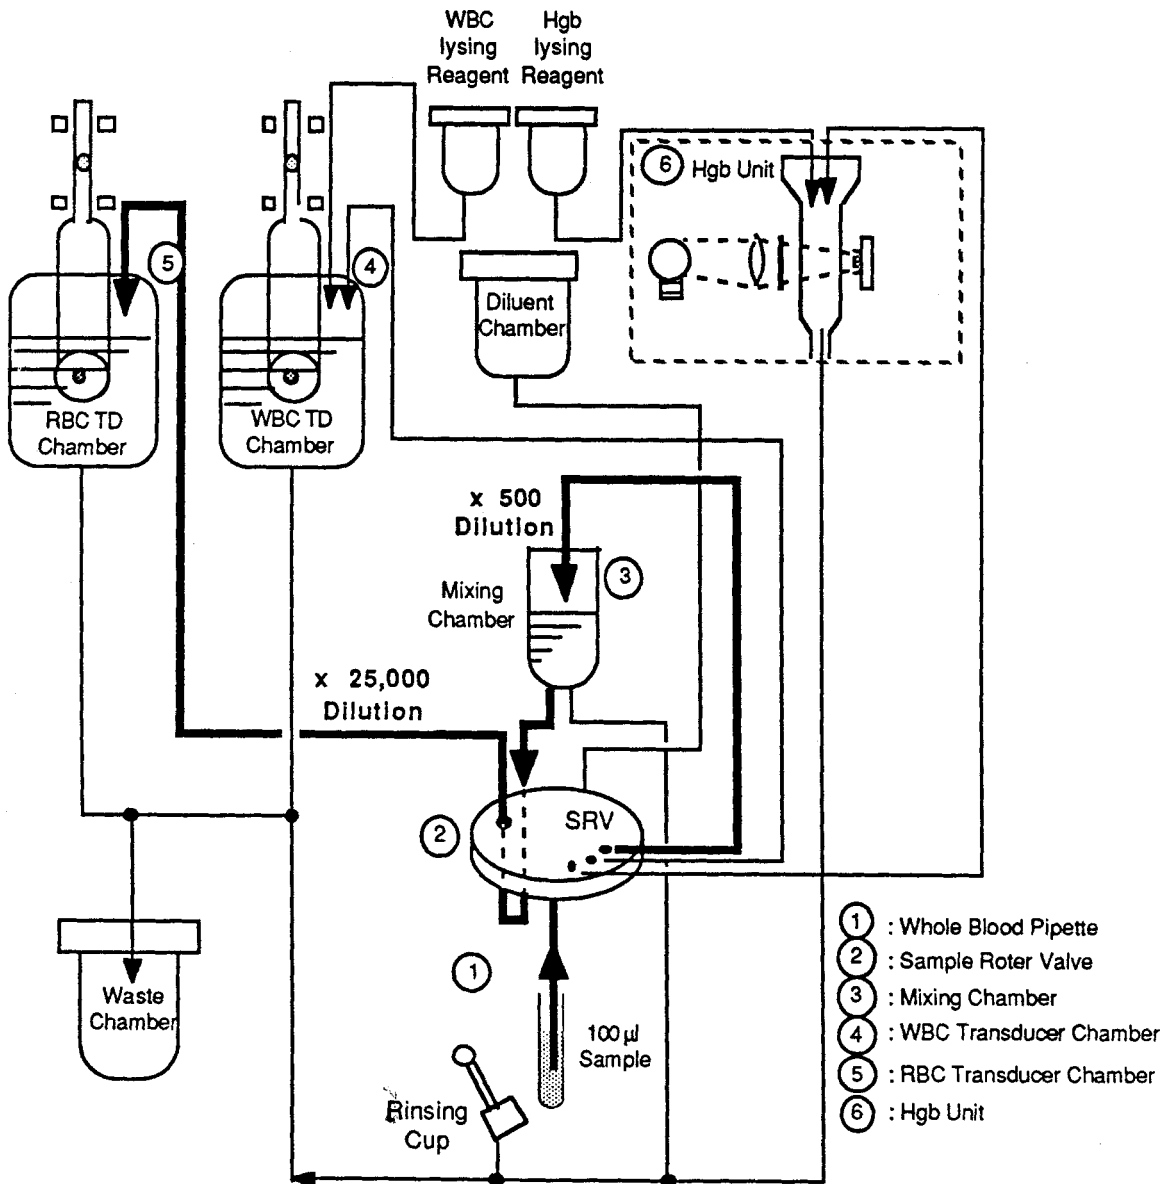 WBC
lysing
Reagent
Hgb
lysing
Reagent
6
Hgb Unit
5
4
Diluent
Chamber
RBC TD
Chamber
WBC TD
Chamber
x 500
Dilution
3
Mixing
Chamber
x 25,000
Dilution
2
SRV
1
100 µl
Sample
Waste
Chamber
Rinsing
Cup
1 : Whole Blood Pipette
2 : Sample Roter Valve
3 : Mixing Chamber
4 : WBC Transducer Chamber
5 : RBC Transducer Chamber
6 : Hgb Unit